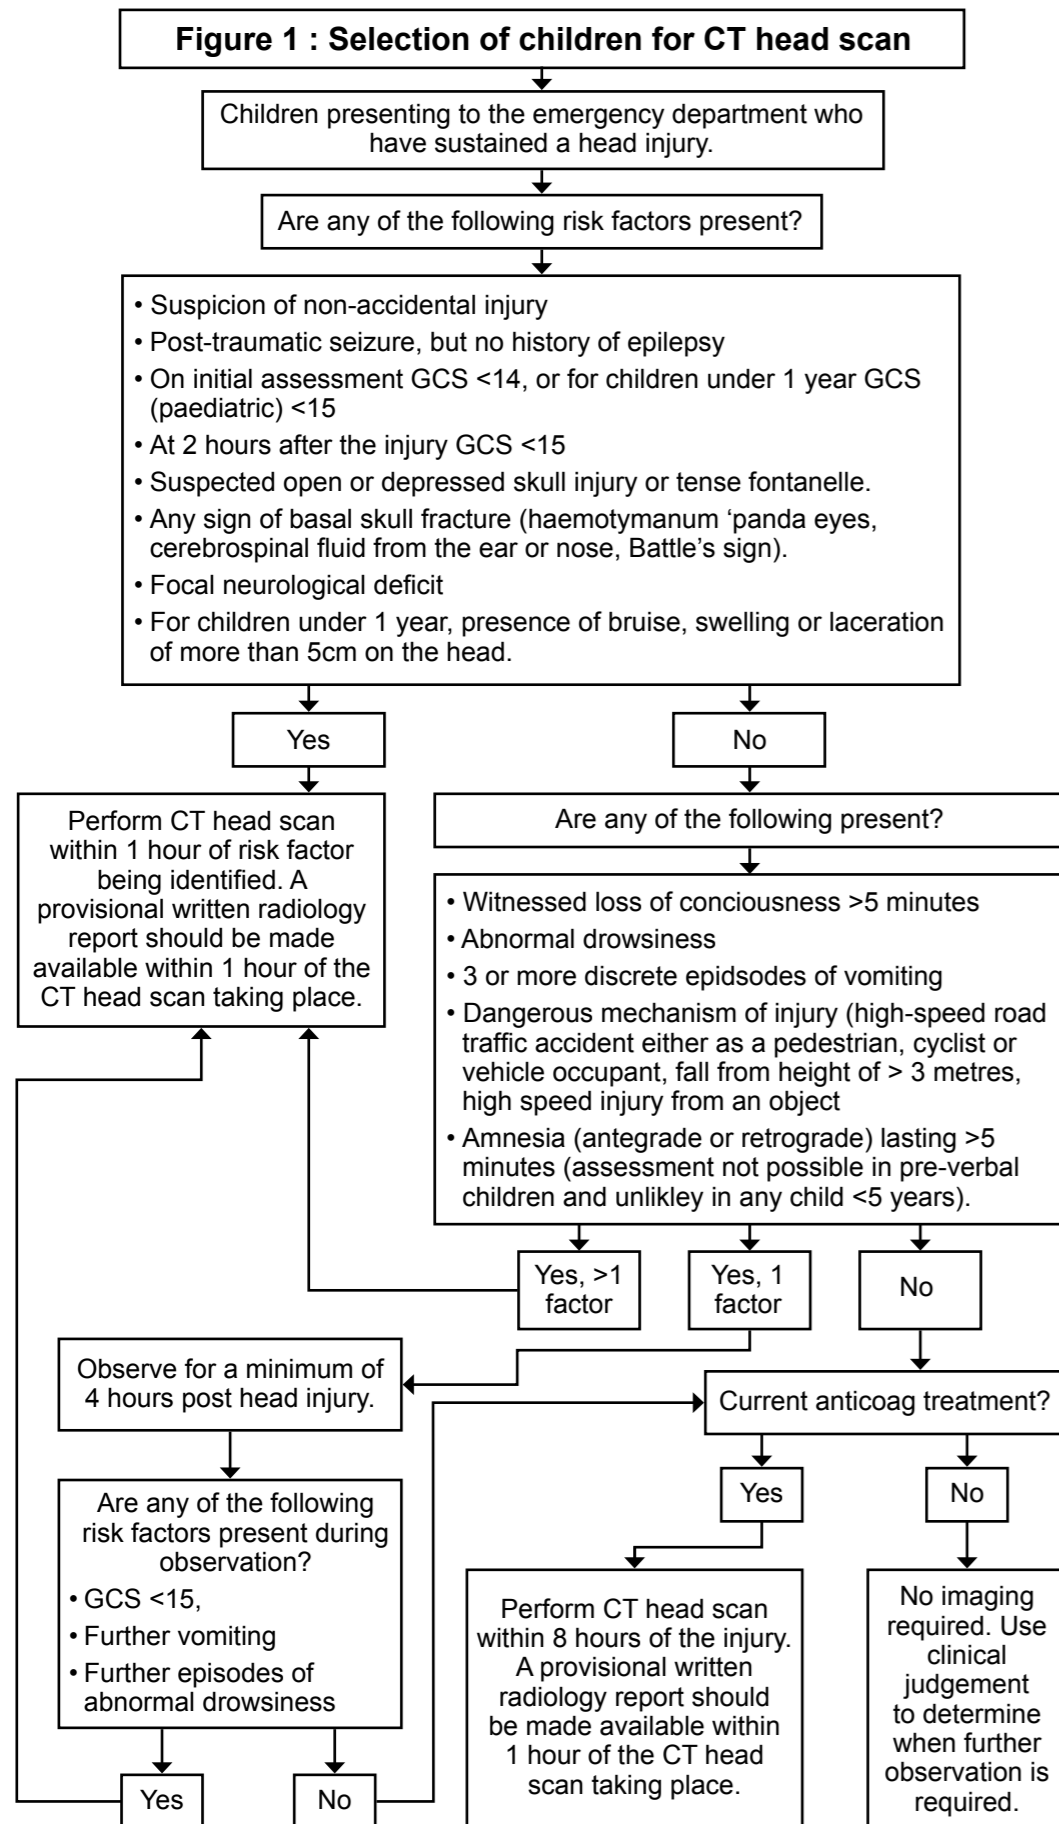 Figure 1 : Selection of children for CT head scan
Children presenting to the emergency department who
have sustained a head injury.
Are any of the following risk factors present?
• Suspicion of non-accidental injury
• Post-traumatic seizure, but no history of epilepsy
• On initial assessment GCS <14, or for children under 1 year GCS
(paediatric) <15
• At 2 hours after the injury GCS <15
• Suspected open or depressed skull injury or tense fontanelle.
• Any sign of basal skull fracture (haemotymanum ‘panda eyes,
cerebrospinal fluid from the ear or nose, Battle’s sign).
• Focal neurological deficit
• For children under 1 year, presence of bruise, swelling or laceration
of more than 5cm on the head.
Yes
No
Perform CT head scan
within 1 hour of risk factor
being identified. A
provisional written radiology
report should be made
available within 1 hour of the
CT head scan taking place.
Are any of the following present?
• Witnessed loss of conciousness >5 minutes
• Abnormal drowsiness
• 3 or more discrete epidsodes of vomiting
• Dangerous mechanism of injury (high-speed road
traffic accident either as a pedestrian, cyclist or
vehicle occupant, fall from height of > 3 metres,
high speed injury from an object
• Amnesia (antegrade or retrograde) lasting >5
minutes (assessment not possible in pre-verbal
children and unlikley in any child <5 years).
Yes, >1
factor
Yes, 1
factor
No
Observe for a minimum of
4 hours post head injury.
Current anticoag treatment?
Are any of the following
risk factors present during
observation?
• GCS <15,
• Further vomiting
• Further episodes of
abnormal drowsiness
Yes
No
Yes
No
Perform CT head scan
within 8 hours of the injury.
A provisional written
radiology report should
be made available within
1 hour of the CT head
scan taking place.
No imaging
required. Use
clinical
judgement
to determine
when further
observation is
required.